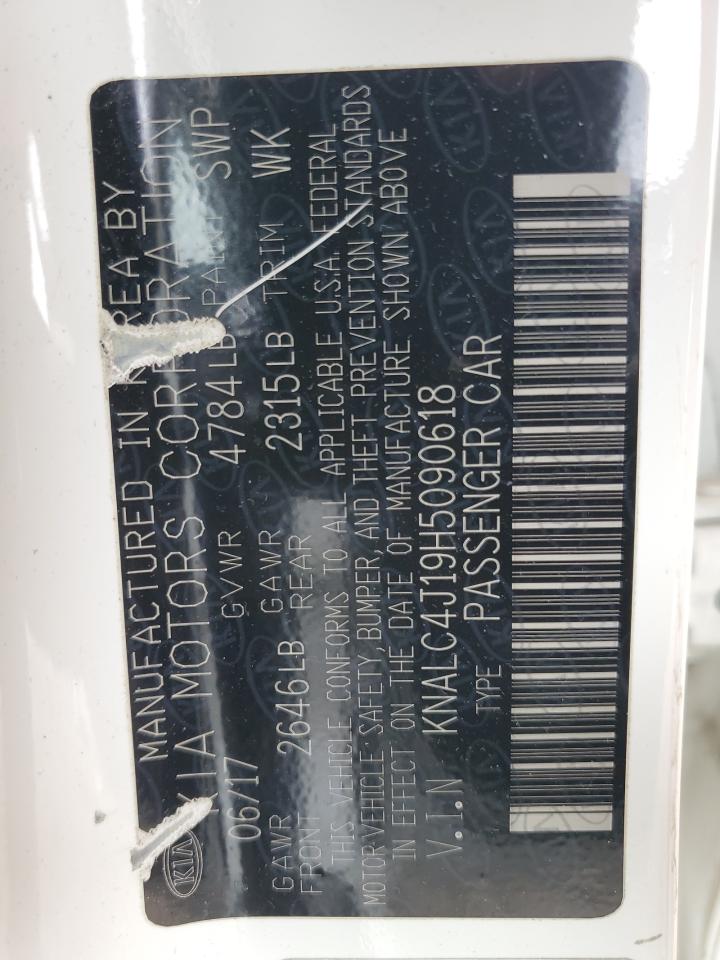 MANUFACTURED IN KOREA BY
KIA KIA MOTORS CORPORATION
06/17 GVWR 4784LB PAINT SWP
GAWR FRONT 2646LB GAWR REAR 2315LB TRIM WK
THIS VEHICLE CONFORMS TO ALL APPLICABLE U.S.A. FEDERAL
MOTOR VEHICLE SAFETY, BUMPER, AND THEFT PREVENTION STANDARDS
IN EFFECT ON THE DATE OF MANUFACTURE SHOWN ABOVE
V.I.N KNALC4J19H5090618
TYPE PASSENGER CAR